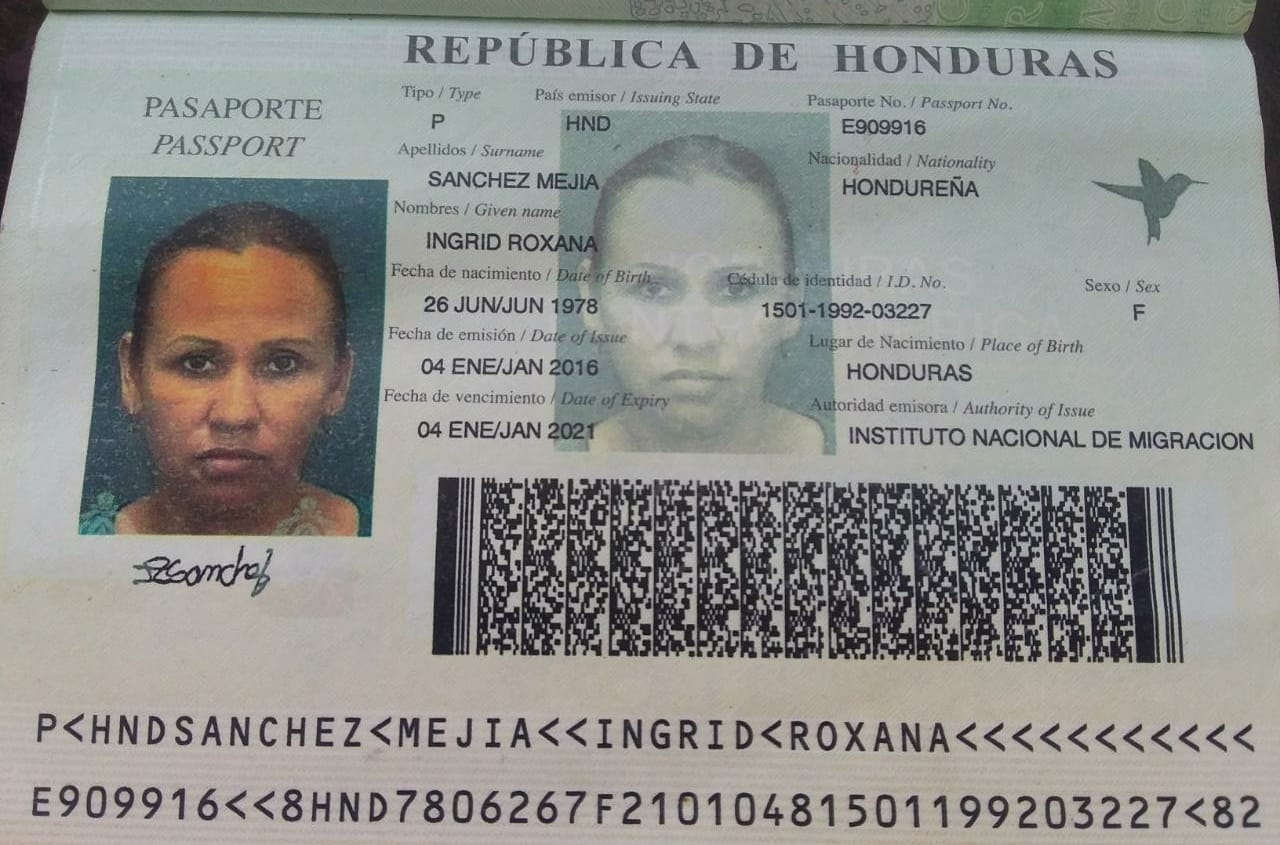 REPÚBLICA DE HONDURAS
PASAPORTE
PASSPORT
Tipo / Type País emisor / Issuing State Pasaporte No. / Passport No.
P HND E909916
Apellidos / Surname Nacionalidad / Nationality
SANCHEZ MEJIA HONDUREÑA
Nombres / Given name
INGRID ROXANA
Fecha de nacimiento / Date of Birth Cédula de identidad / I.D. No. Sexo / Sex
26 JUN/JUN 1978 1501-1992-03227 F
Fecha de emisión / Date of Issue Lugar de Nacimiento / Place of Birth
04 ENE/JAN 2016 HONDURAS
Fecha de vencimiento / Date of Expiry Autoridad emisora / Authority of Issue
04 ENE/JAN 2021 INSTITUTO NACIONAL DE MIGRACION
P<HNDSANCHEZ<MEJIA<<INGRID<ROXANA<<<<<<<<<<<
E909916<<8HND7806267F2101048150119920322​7<82